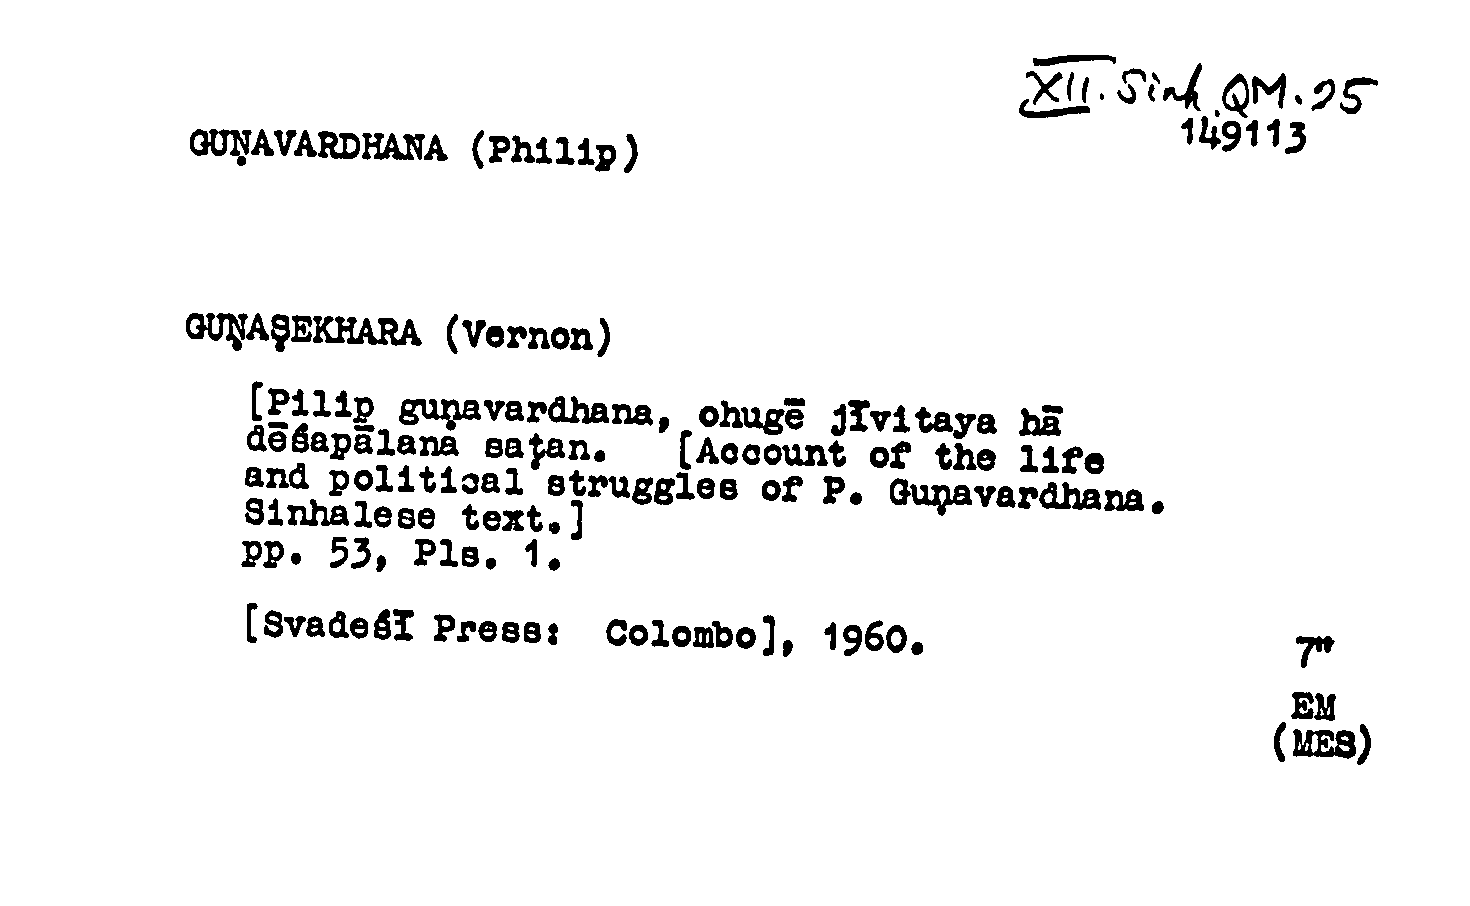 XII. Sinh QM. 25
149113
GUṆAVARDHANA (Philip)
GUṆAṢEKHARA (Vernon)
[Pilip guṇavardhana, ohugē jīvitaya hā
dēśapālana saṭan. [Account of the life
and political struggles of P. Guṇavardhana.
Sinhalese text.]
pp. 53, Pls. 1.
[Svadeśī Press: Colombo], 1960.
7"
EM
(MES)